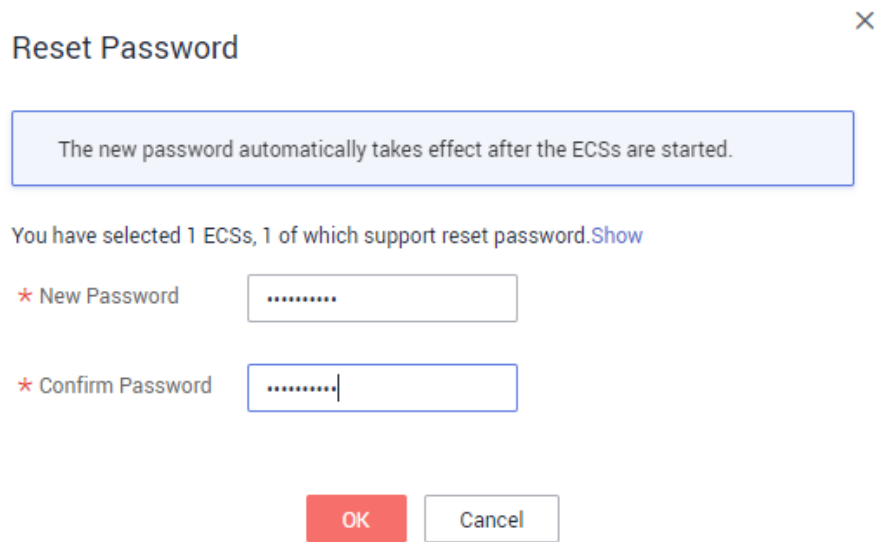 Reset Password
The new password automatically takes effect after the ECSs are started.
You have selected 1 ECSs, 1 of which support reset password.Show
* New Password ••••••••••
* Confirm Password ••••••••••
OK Cancel